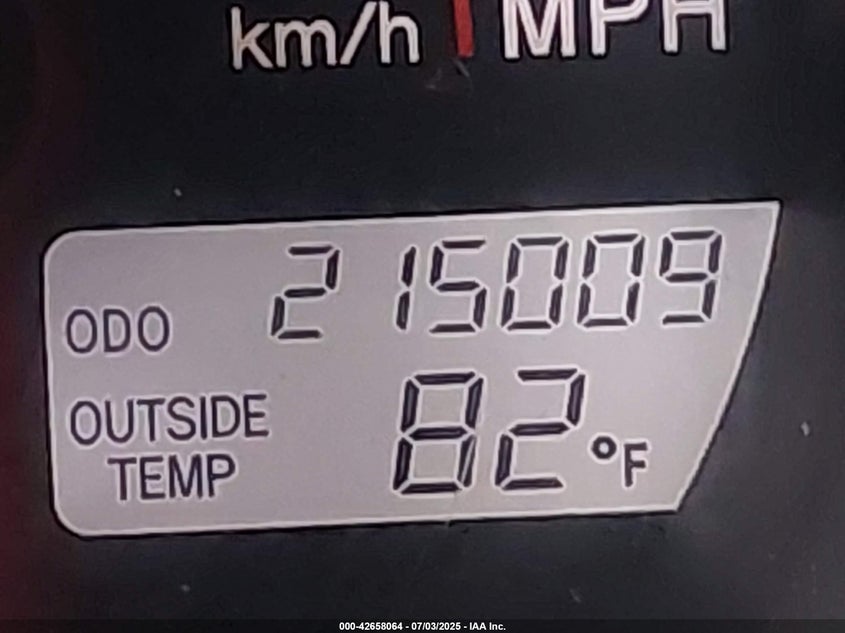 km/h MPH
ODO 215009
OUTSIDE
TEMP 82°F
000-42658064 - 07/03/2025 - IAA Inc.